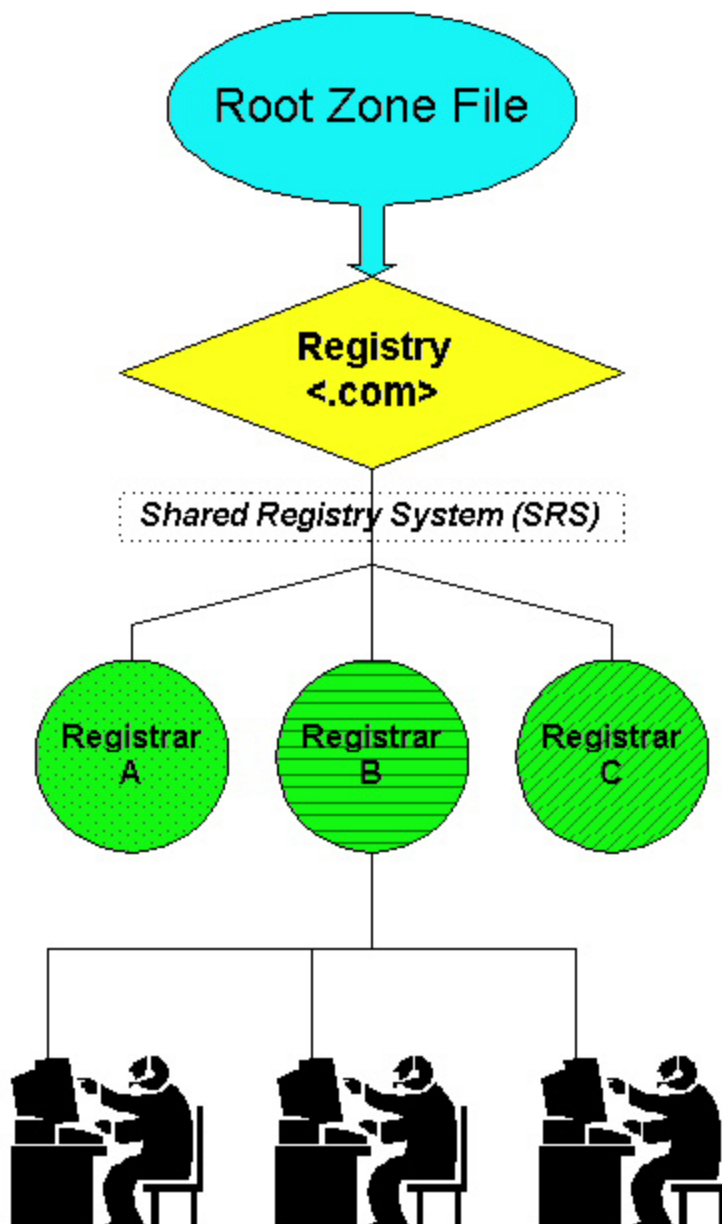 Root Zone File
Registry
<.com>
Shared Registry System (SRS)
Registrar
A
Registrar
B
Registrar
C